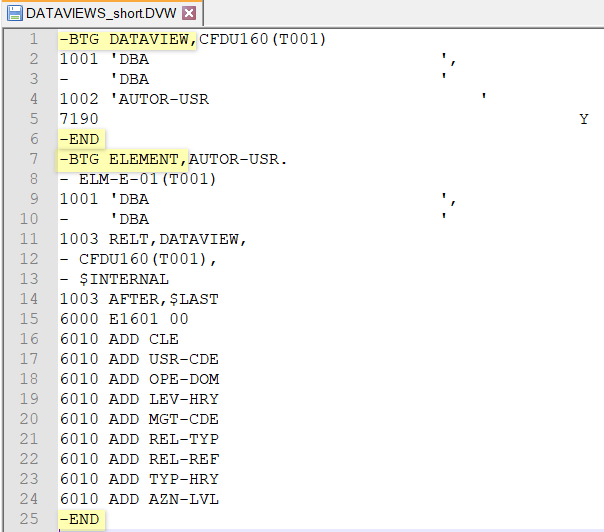 DATAVIEWS_short.DVW
1 -BTG DATAVIEW,CFDU160(T001)
2 1001 'DBA                             ',
3 -    'DBA                             '
4 1002 'AUTOR-USR                           '
5 7190                                               Y
6 -END
7 -BTG ELEMENT,AUTOR-USR.
8 - ELM-E-01(T001)
9 1001 'DBA                             ',
10 -    'DBA                             '
11 1003 RELT,DATAVIEW,
12 - CFDU160(T001),
13 - $INTERNAL
14 1003 AFTER,$LAST
15 6000 E1601 00
16 6010 ADD CLE
17 6010 ADD USR-CDE
18 6010 ADD OPE-DOM
19 6010 ADD LEV-HRY
20 6010 ADD MGT-CDE
21 6010 ADD REL-TYP
22 6010 ADD REL-REF
23 6010 ADD TYP-HRY
24 6010 ADD AZN-LVL
25 -END